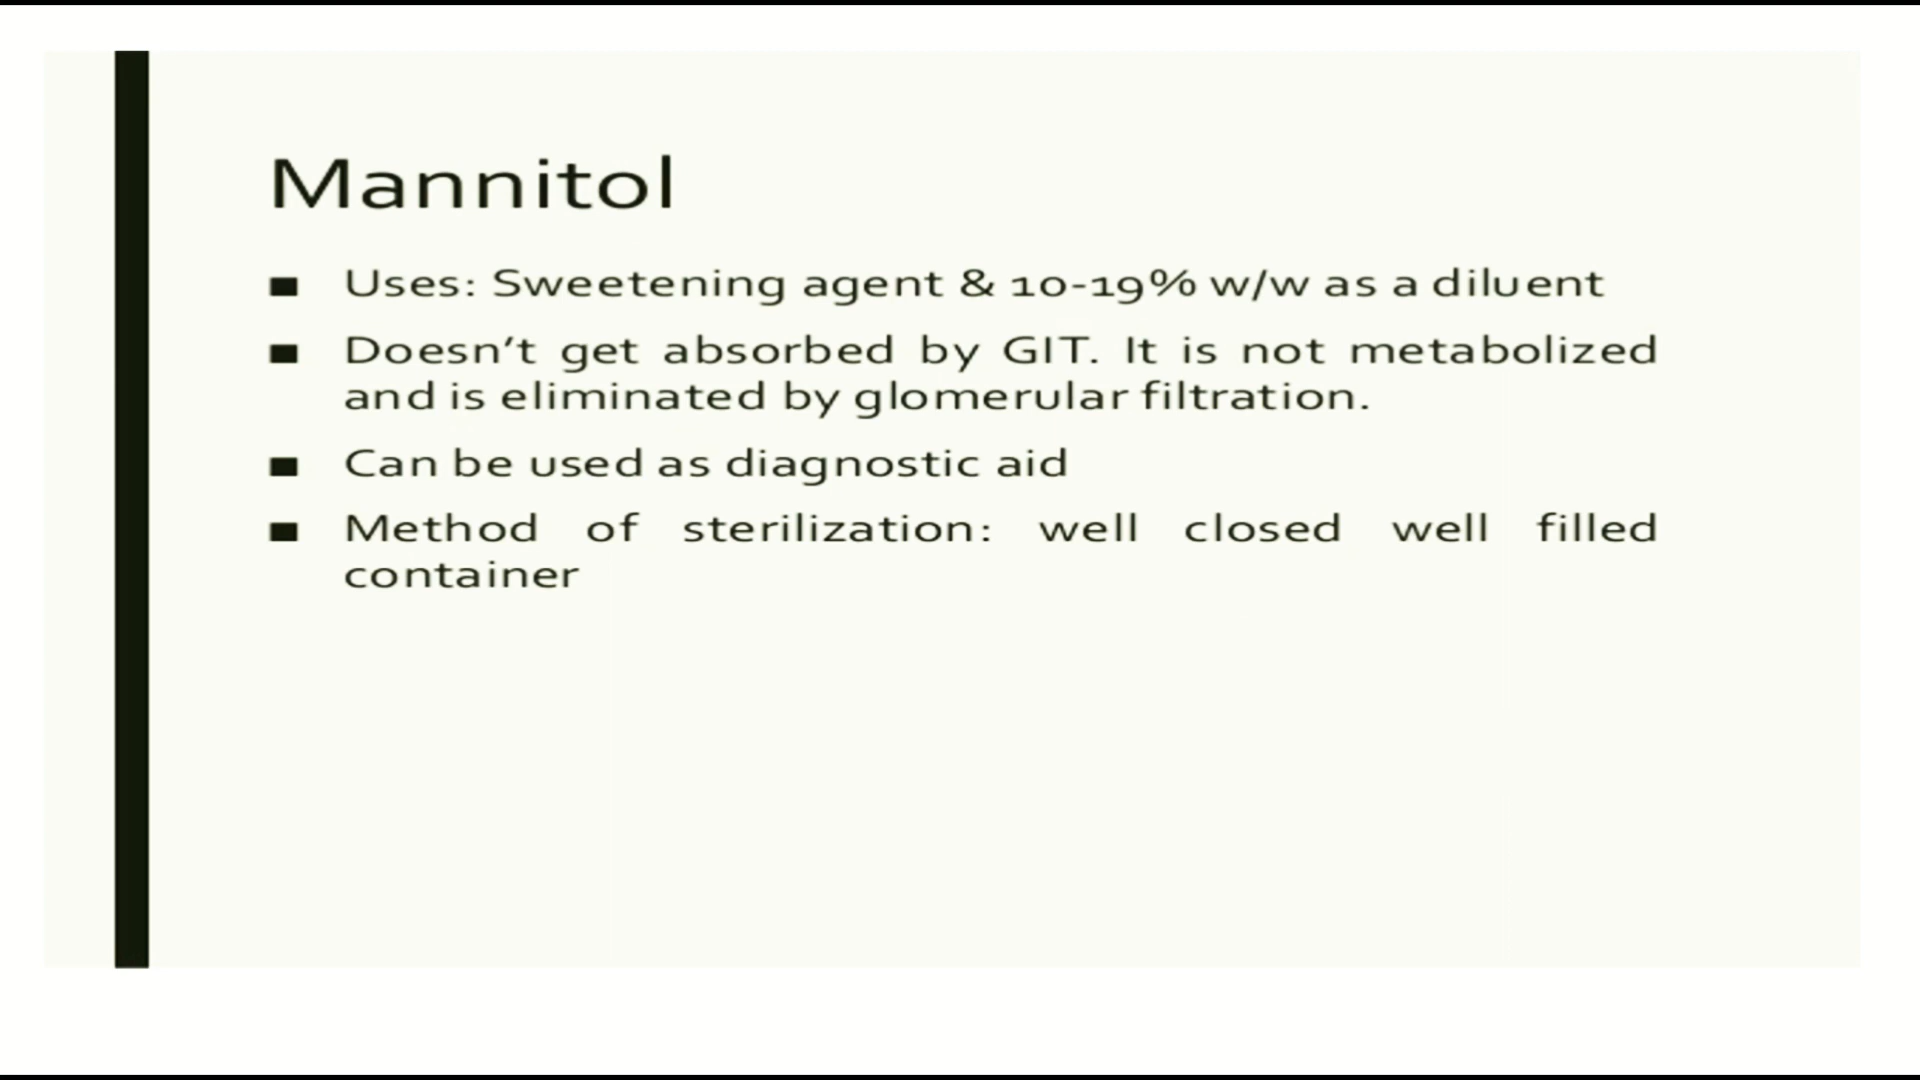 Mannitol
■ Uses: Sweetening agent & 10-19% w/w as a diluent
■ Doesn’t get absorbed by GIT. It is not metabolized
and is eliminated by glomerular filtration.
■ Can be used as diagnostic aid
■ Method of sterilization: well closed well filled
container